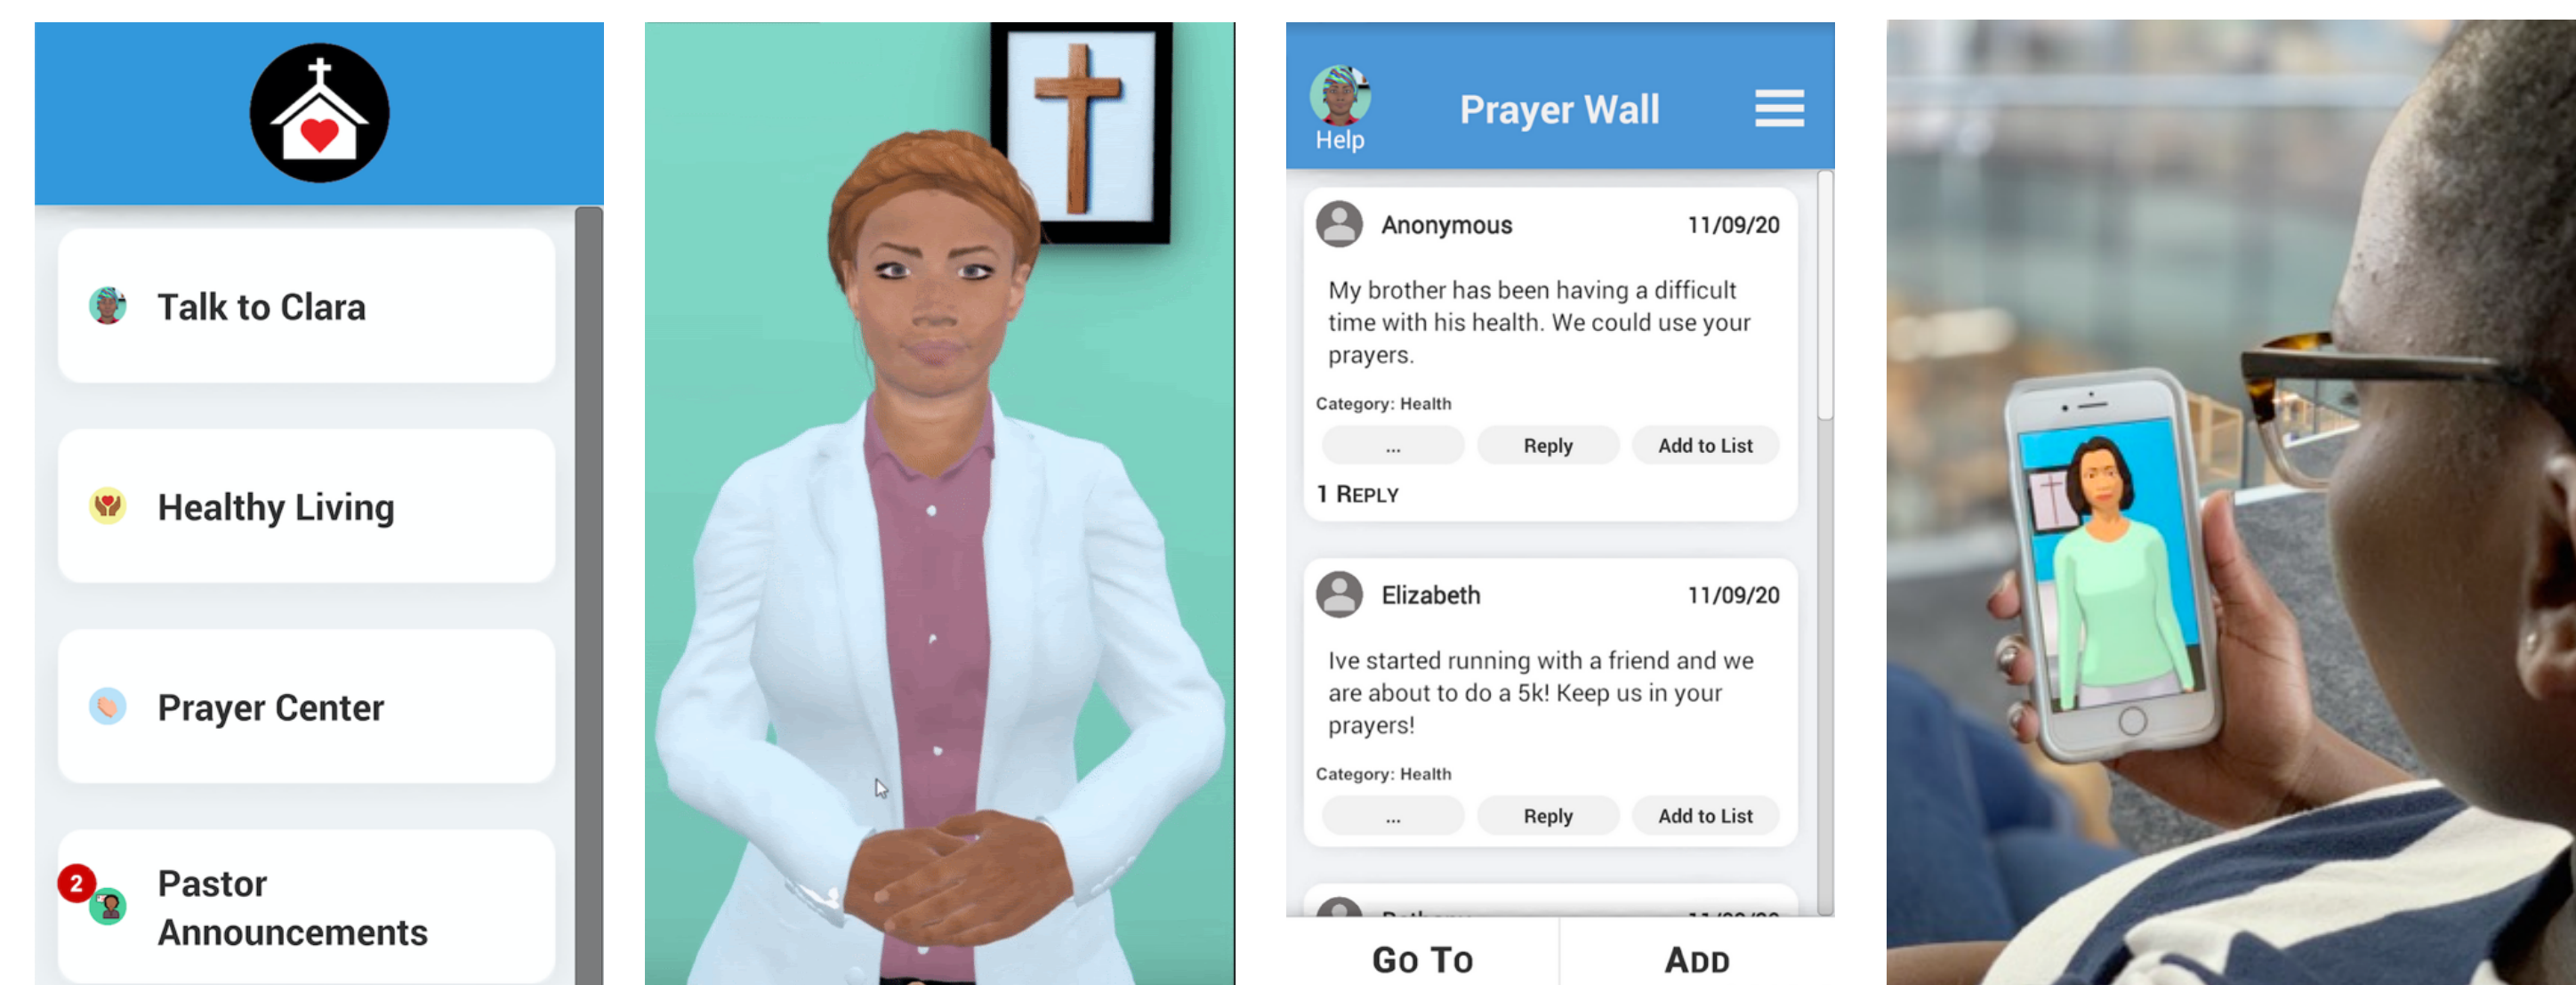 Talk to Clara
Healthy Living
Prayer Center
2
Pastor
Announcements
Help
Prayer Wall
Anonymous
11/09/20
My brother has been having a difficult
time with his health. We could use your
prayers.
Category: Health
...
Reply
Add to List
1 REPLY
Elizabeth
11/09/20
Ive started running with a friend and we
are about to do a 5k! Keep us in your
prayers!
Category: Health
...
Reply
Add to List
GO TO
ADD